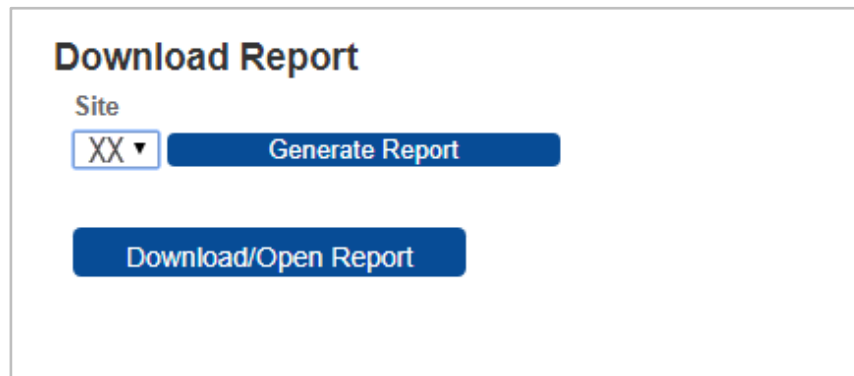 Download Report
Site
XX Generate Report
Download/Open Report